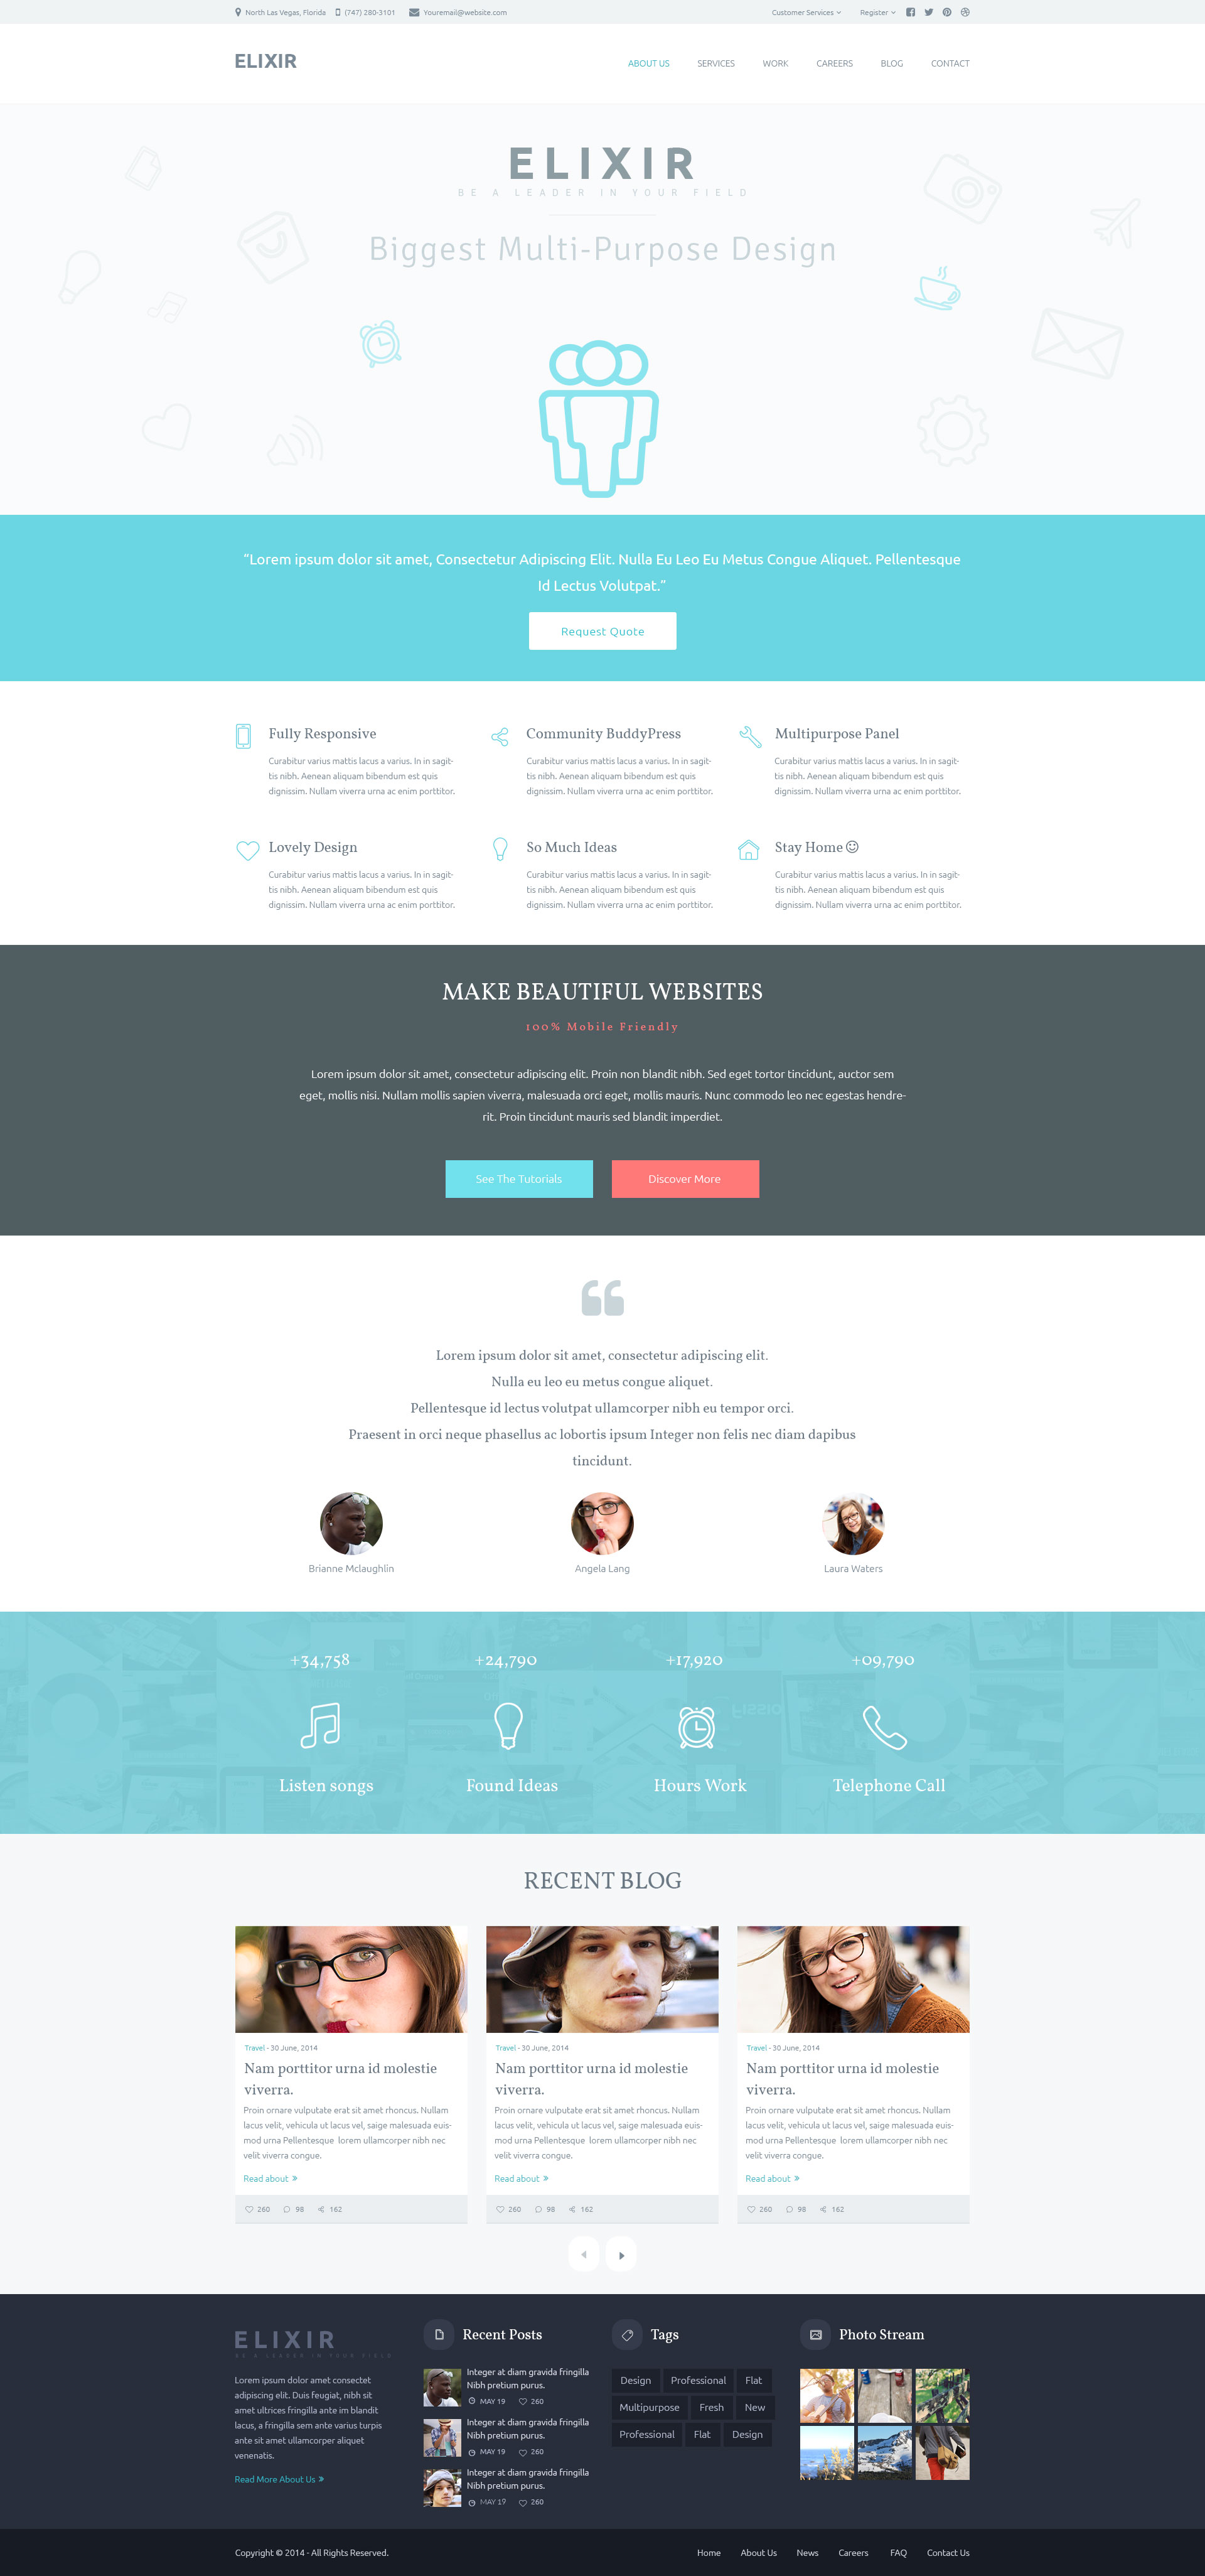 North Las Vegas, Florida (747) 280-3101 Youremail@website.com Customer Services Register
ELIXIR ABOUT US SERVICES WORK CAREERS BLOG CONTACT
ELIXIR
BE A LEADER IN YOUR FIELD
Biggest Multi-Purpose Design
“Lorem ipsum dolor sit amet, Consectetur Adipiscing Elit. Nulla Eu Leo Eu Metus Congue Aliquet. Pellentesque
Id Lectus Volutpat.”
Request Quote
Fully Responsive
Curabitur varius mattis lacus a varius. In in sagit-
tis nibh. Aenean aliquam bibendum est quis
dignissim. Nullam viverra urna ac enim porttitor.
Community BuddyPress
Curabitur varius mattis lacus a varius. In in sagit-
tis nibh. Aenean aliquam bibendum est quis
dignissim. Nullam viverra urna ac enim porttitor.
Multipurpose Panel
Curabitur varius mattis lacus a varius. In in sagit-
tis nibh. Aenean aliquam bibendum est quis
dignissim. Nullam viverra urna ac enim porttitor.
Lovely Design
Curabitur varius mattis lacus a varius. In in sagit-
tis nibh. Aenean aliquam bibendum est quis
dignissim. Nullam viverra urna ac enim porttitor.
So Much Ideas
Curabitur varius mattis lacus a varius. In in sagit-
tis nibh. Aenean aliquam bibendum est quis
dignissim. Nullam viverra urna ac enim porttitor.
Stay Home
Curabitur varius mattis lacus a varius. In in sagit-
tis nibh. Aenean aliquam bibendum est quis
dignissim. Nullam viverra urna ac enim porttitor.
MAKE BEAUTIFUL WEBSITES
100% Mobile Friendly
Lorem ipsum dolor sit amet, consectetur adipiscing elit. Proin non blandit nibh. Sed eget tortor tincidunt, auctor sem
eget, mollis nisi. Nullam mollis sapien viverra, malesuada orci eget, mollis mauris. Nunc commodo leo nec egestas hendre-
rit. Proin tincidunt mauris sed blandit imperdiet.
See The Tutorials Discover More
“
Lorem ipsum dolor sit amet, consectetur adipiscing elit.
Nulla eu leo eu metus congue aliquet.
Pellentesque id lectus volutpat ullamcorper nibh eu tempor orci.
Praesent in orci neque phasellus ac lobortis ipsum Integer non felis nec diam dapibus
tincidunt.
Brianne Mclaughlin Angela Lang Laura Waters
+34,758 +24,790 +17,920 +09,790
Listen songs Found Ideas Hours Work Telephone Call
RECENT BLOG
Travel - 30 June, 2014
Nam porttitor urna id molestie
viverra.
Proin ornare vulputate erat sit amet rhoncus. Nullam
lacus velit, vehicula ut lacus vel, saige malesuada euis-
mod urna Pellentesque lorem ullamcorper nibh nec
velit viverra congue.
Read about »
260 98 162
Travel - 30 June, 2014
Nam porttitor urna id molestie
viverra.
Proin ornare vulputate erat sit amet rhoncus. Nullam
lacus velit, vehicula ut lacus vel, saige malesuada euis-
mod urna Pellentesque lorem ullamcorper nibh nec
velit viverra congue.
Read about »
260 98 162
Travel - 30 June, 2014
Nam porttitor urna id molestie
viverra.
Proin ornare vulputate erat sit amet rhoncus. Nullam
lacus velit, vehicula ut lacus vel, saige malesuada euis-
mod urna Pellentesque lorem ullamcorper nibh nec
velit viverra congue.
Read about »
260 98 162
ELIXIR
BE A LEADER IN YOUR FIELD
Lorem ipsum dolor amet consectet
adipiscing elit. Duis feugiat, nibh sit
amet ultrices fringilla ante im blandit
lacus, a fringilla sem ante varius turpis
ante sit amet ullamcorper aliquet
venenatis.
Read More About Us »
Recent Posts
Integer at diam gravida fringilla
Nibh pretium purus.
MAY 19 260
Integer at diam gravida fringilla
Nibh pretium purus.
MAY 19 260
Integer at diam gravida fringilla
Nibh pretium purus.
MAY 19 260
Tags
Design Professional Flat
Multipurpose Fresh New
Professional Flat Design
Photo Stream
Copyright © 2014 - All Rights Reserved. Home About Us News Careers FAQ Contact Us